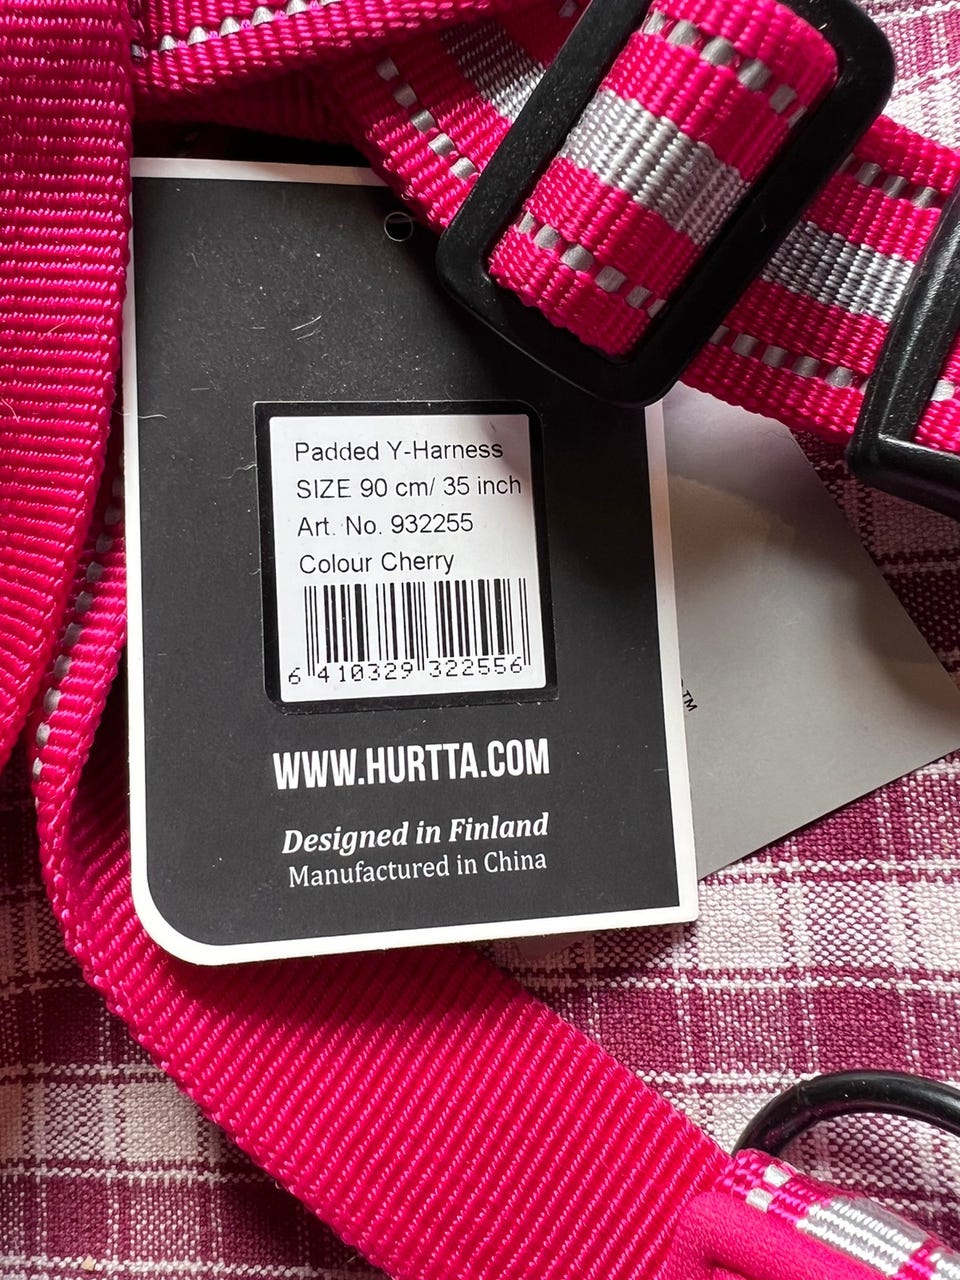 Padded Y-Harness
SIZE 90 cm/ 35 inch
Art. No. 932255
Colour Cherry
6 410329 322556
WWW.HURTTA.COM
Designed in Finland
Manufactured in China
TM